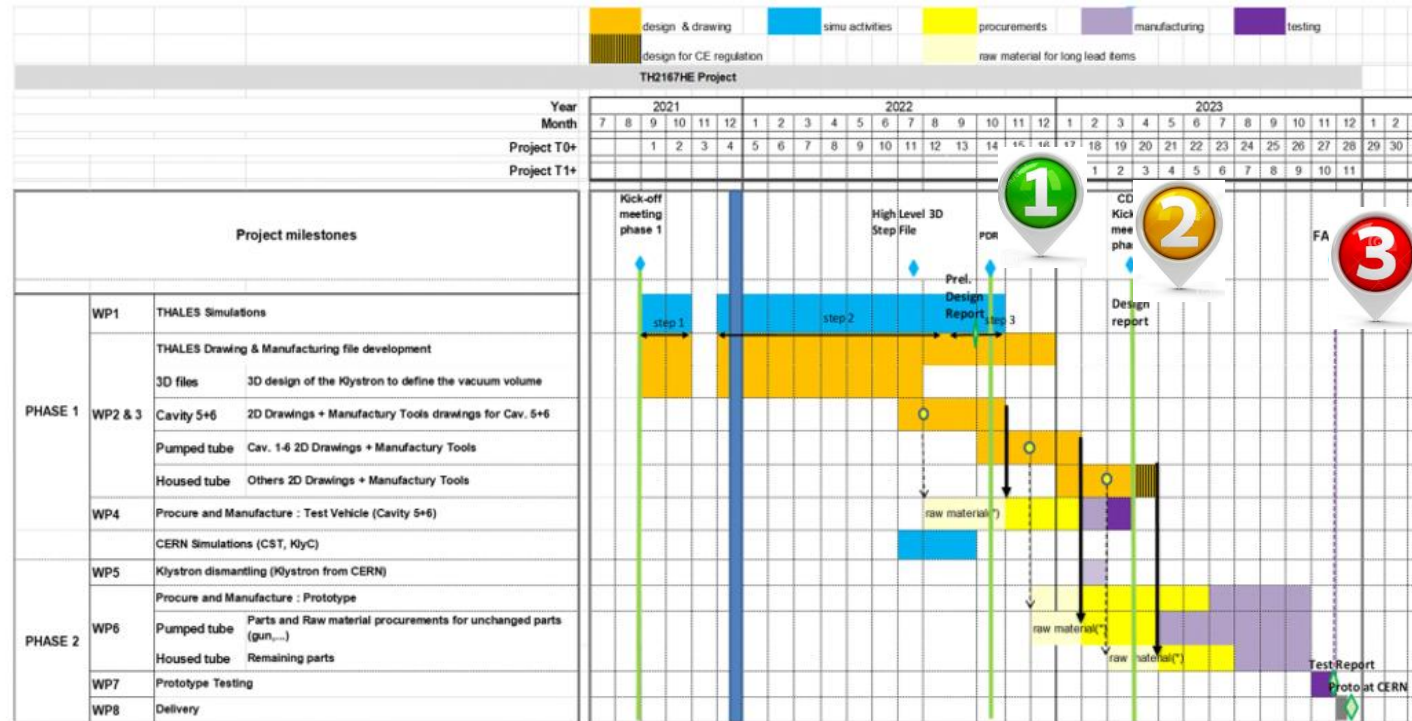 design & drawing simu activities procurements manufacturing testing
design for CE regulation raw material for long lead items
TH2167HE Project
Year 2021 2022 2023
Month 7 8 9 10 11 12 1 2 3 4 5 6 7 8 9 10 11 12 1 2 3 4 5 6 7 8 9 10 11 12 1 2
Project T0+ 1 2 3 4 5 6 7 8 9 10 11 12 13 14 15 16 17 18 19 20 21 22 23 24 25 26 27 28 29 30
Project T1+ 1 2 3 4 5 6 7 8 9 10 11
1
2
3
Project milestones
Kick-off
meeting
phase 1
High Level 3D
Step File
PDR
Prel.
Design
Report
Design
report
PHASE 1
WP1 THALES Simulations
step 1 step 2 step 3
WP2 & 3
THALES Drawing & Manufacturing file development
3D files 3D design of the Klystron to define the vacuum volume
Cavity 5+6 2D Drawings + Manufactury Tools drawings for Cav. 5+6
Pumped tube Cav. 1-6 2D Drawings + Manufactury Tools
Housed tube Others 2D Drawings + Manufactury Tools
WP4 Procure and Manufacture : Test Vehicle (Cavity 5+6) raw material(*)
CERN Simulations (CST, KlyC)
PHASE 2
WP5 Klystron dismantling (Klystron from CERN)
WP6
Procure and Manufacture : Prototype
Pumped tube Parts and Raw material procurements for unchanged parts
(gun,...)
raw material(*)
Housed tube Remaining parts raw material(*)
WP7 Prototype Testing Test Report
WP8 Delivery Proto at CERN